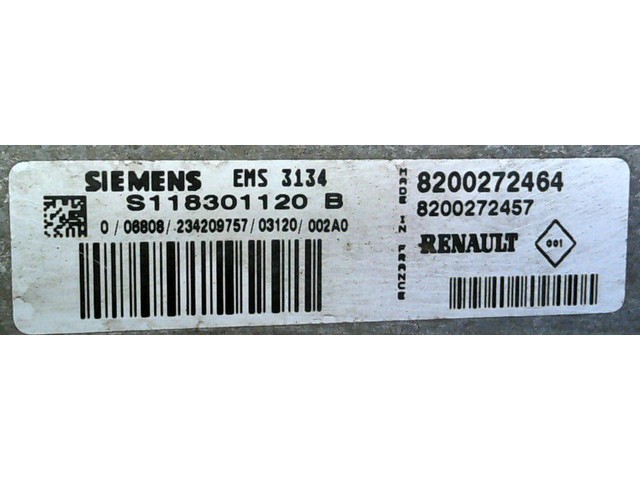 SIEMENS EMS 3134
S118301120 B
0 / 06808 / 234209757 / 03120 / 002A0
MADE IN FRANCE
8200272464
8200272457
RENAULT 001